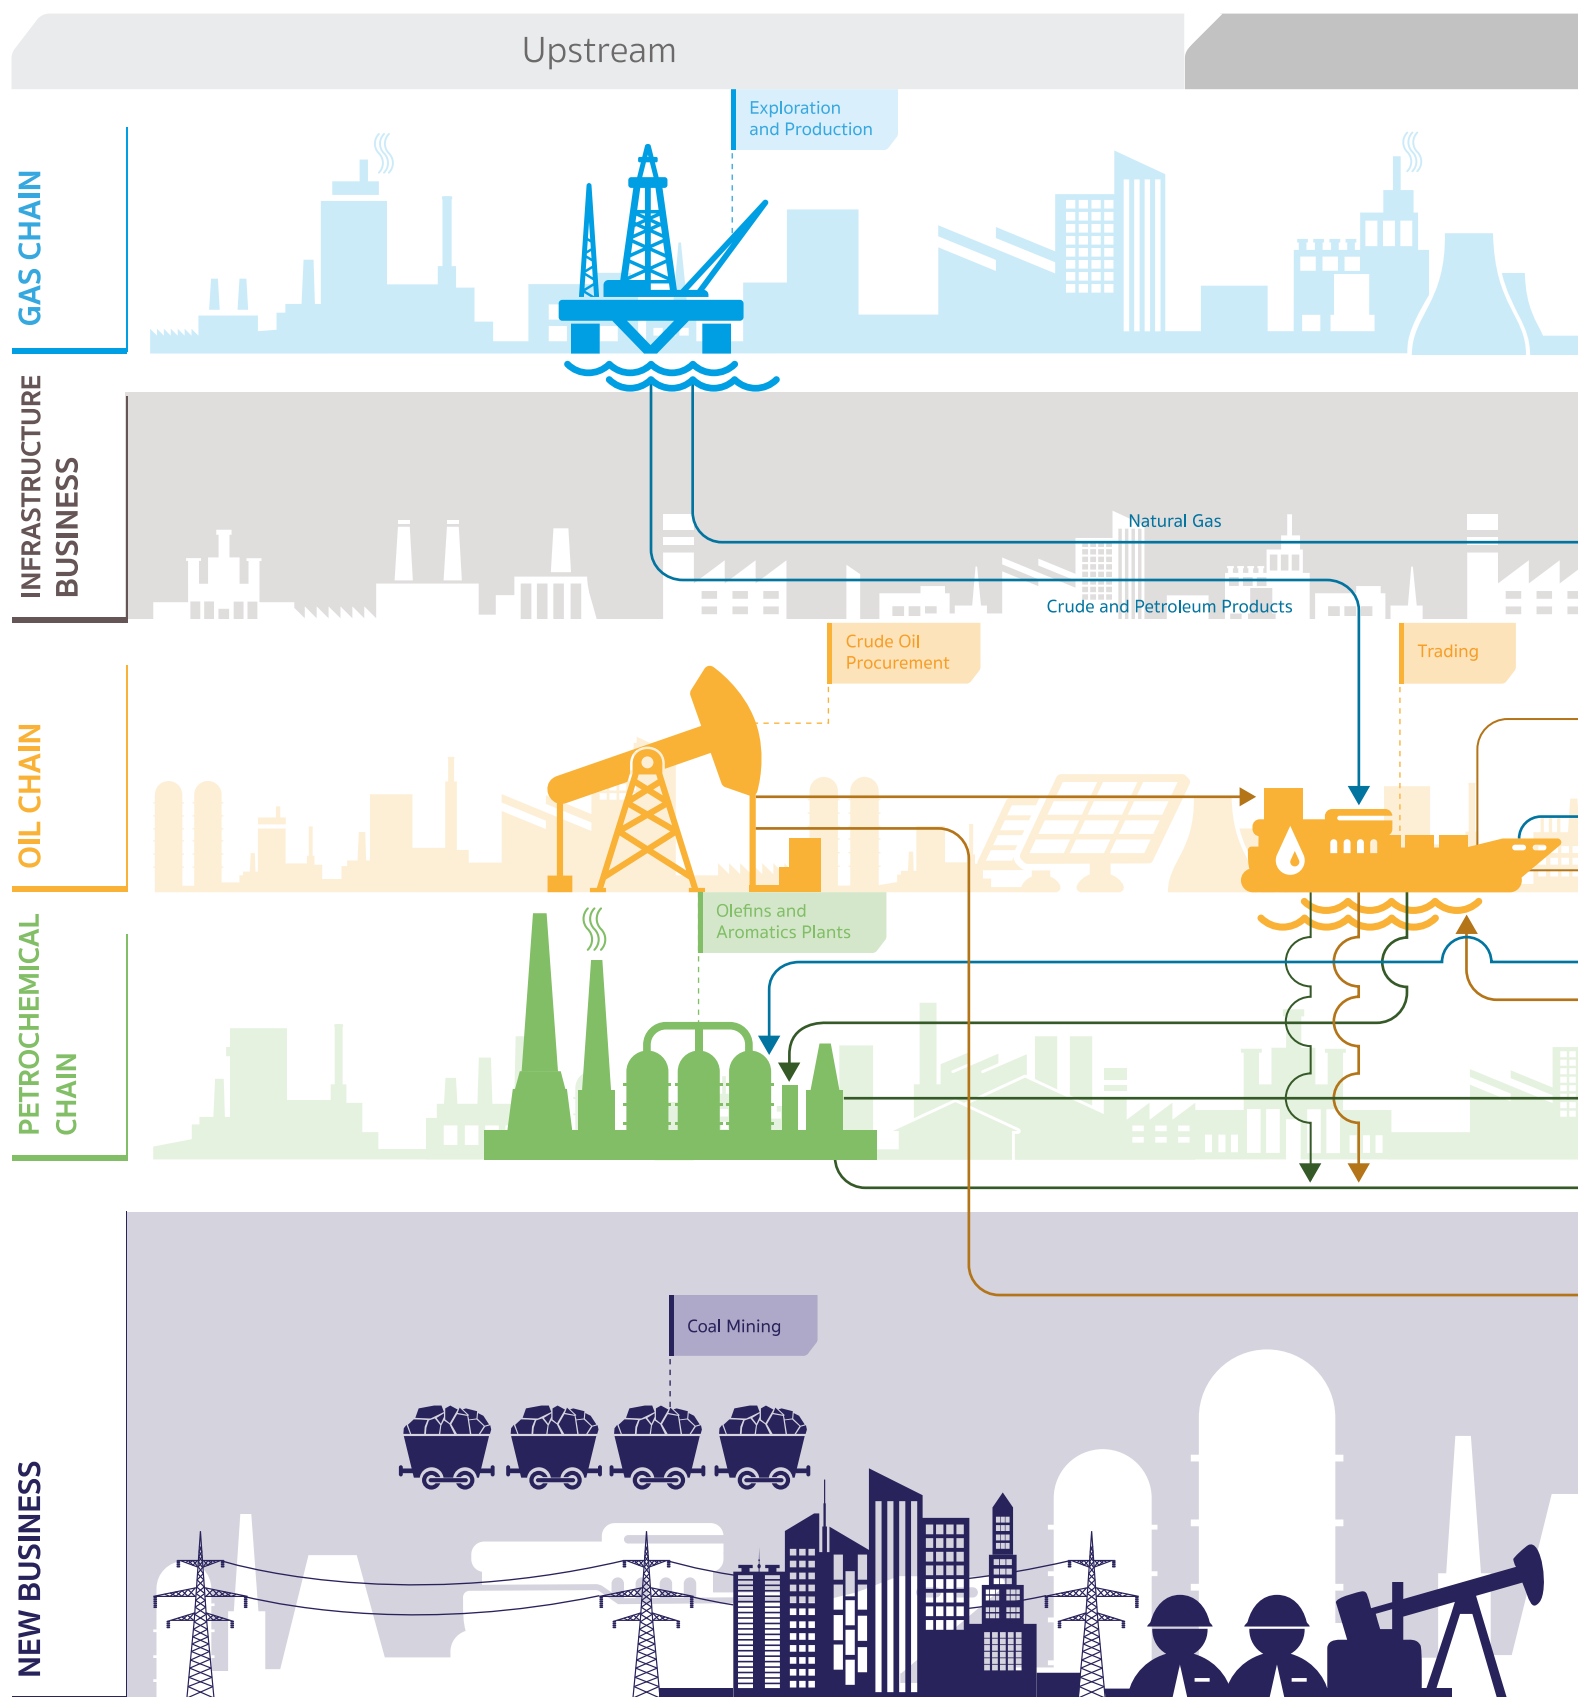 Upstream
Exploration
and Production
GAS CHAIN
INFRASTRUCTURE
BUSINESS
Natural Gas
Crude and Petroleum Products
Crude Oil
Procurement
Trading
OIL CHAIN
Olefins and
Aromatics Plants
PETROCHEMICAL
CHAIN
Coal Mining
NEW BUSINESS